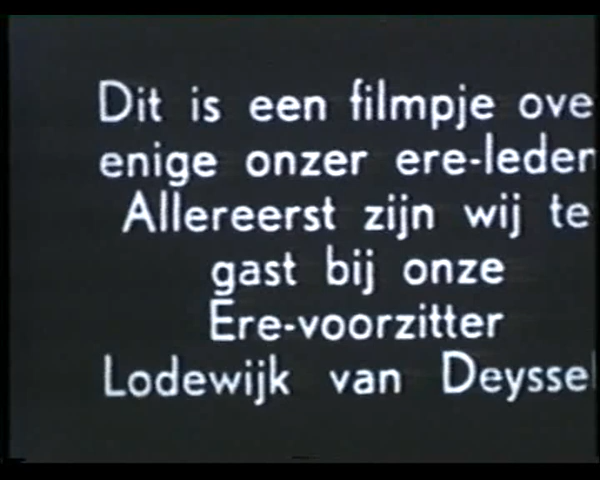 Dit is een filmpje ove
enige onzer ere-leden
Allereerst zijn wij te
gast bij onze
Ere-voorzitter
Lodewijk van Deyssel